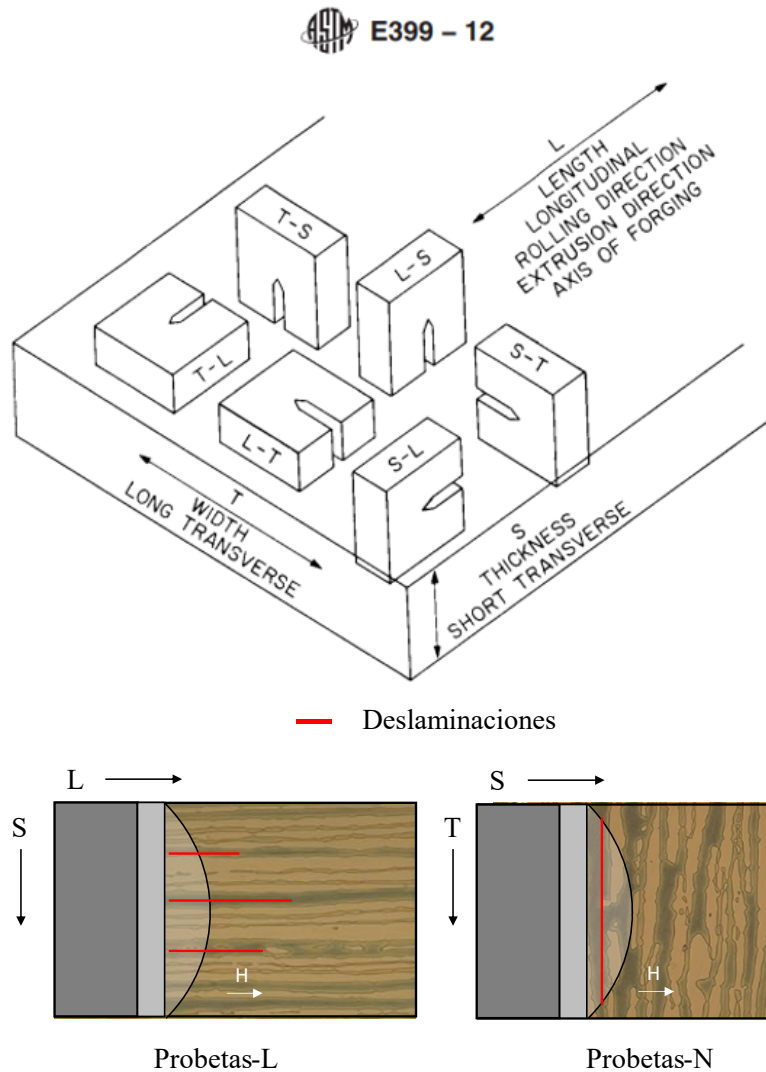 ASTM E399 – 12
L
LENGTH
LONGITUDINAL
ROLLING DIRECTION
EXTRUSION DIRECTION
AXIS OF FORGING
T-S
L-S
S-T
T-L
L-T
S-L
T
WIDTH
LONG TRANSVERSE
S
THICKNESS
SHORT TRANSVERSE
Deslaminaciones
L
S
H
Probetas-L
S
T
H
Probetas-N